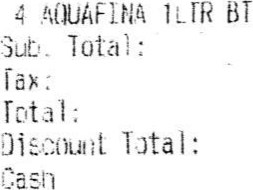 4 AQUAFINA 1LTR BT
Sub. Total:
Tax:
Total:
Discount Total:
Cash